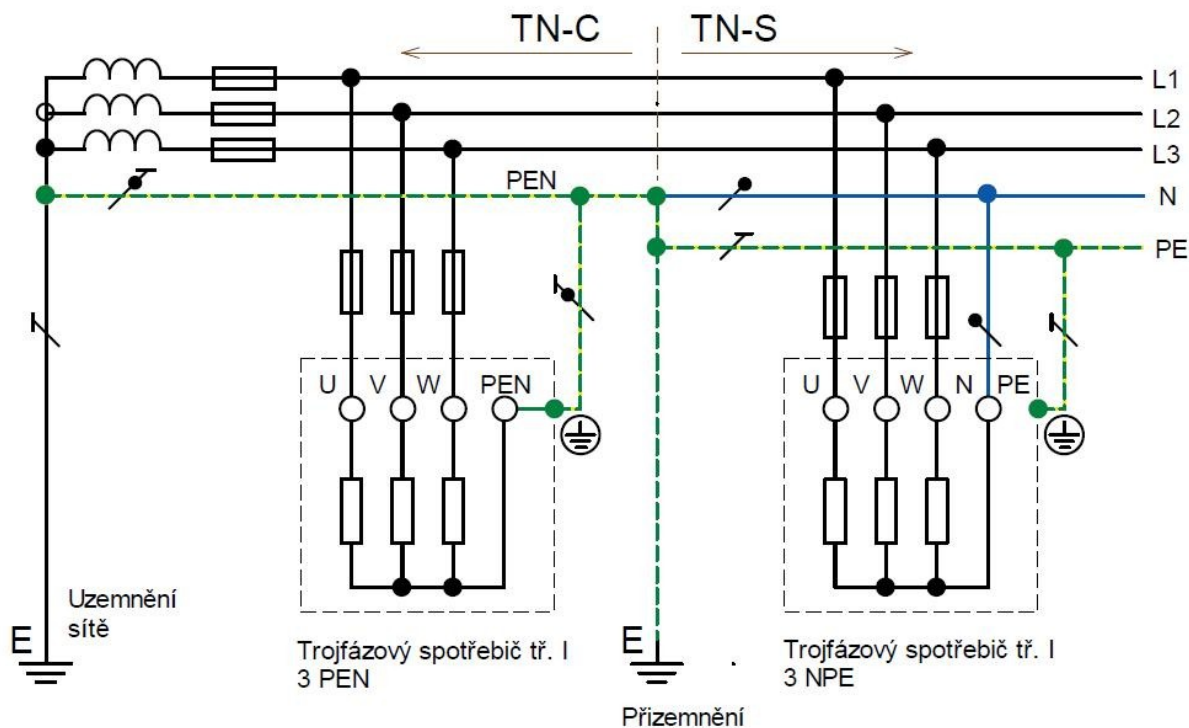 TN-C TN-S
L1
L2
L3
PEN
N
PE
U V W PEN
U V W N PE
Uzemnění
sítě
E
E
Trojfázový spotřebič tř. I
3 PEN
Trojfázový spotřebič tř. I
3 NPE
Přizemnění